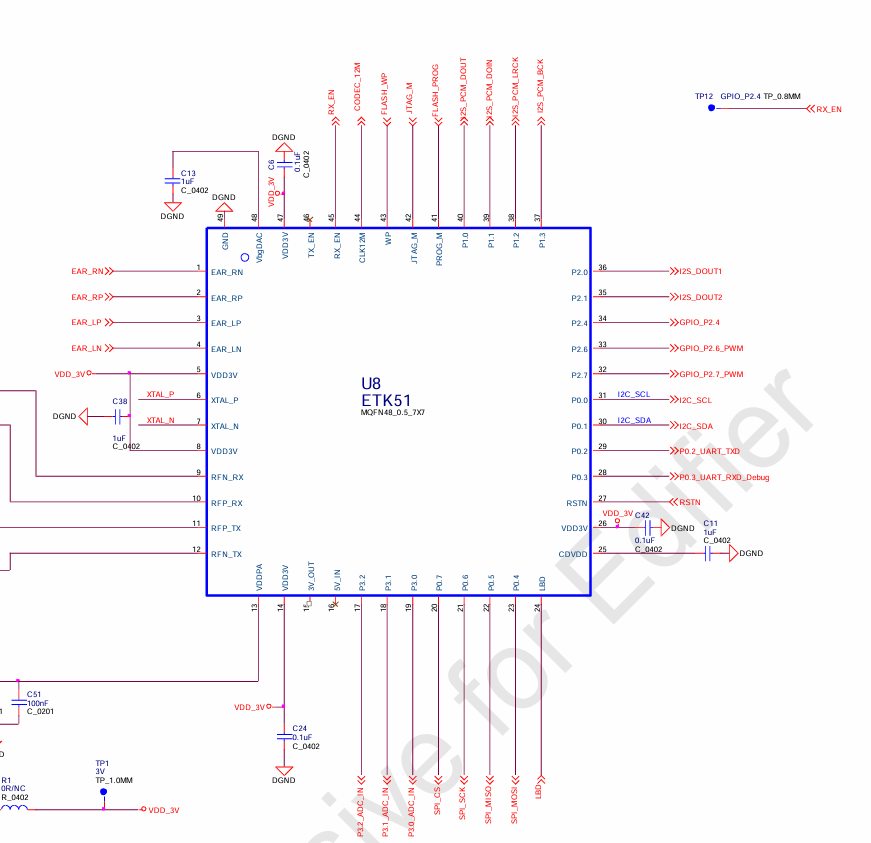 RX_EN
CODEC_12M
FLASH_WP
JTAG_M
FLASH_PROG
I2S_PCM_DOUT
I2S_PCM_DOIN
I2S_PCM_LRCK
I2S_PCM_BCK
TP12 GPIO_P2.4 TP_0.8MM
RX_EN
DGND
C6
0.1uF
C_0402
VDD_3V
C13
1uF
C_0402
DGND
DGND
49
48
47
46
45
44
43
42
41
40
39
38
37
GND
VbgDAC
VDD3V
TX_EN
RX_EN
CLK12M
WP
JTAG_M
PROG_M
P1.0
P1.1
P1.2
P1.3
EAR_RN 1 EAR_RN
EAR_RP 2 EAR_RP
EAR_LP 3 EAR_LP
EAR_LN 4 EAR_LN
VDD_3V 5 VDD3V
XTAL_P 6 XTAL_P
XTAL_N 7 XTAL_N
8 VDD3V
9 RFN_RX
10 RFP_RX
11 RFP_TX
12 RFN_TX
C38
DGND
1uF
C_0402
U8
ETK51
MQFN48_0.5_7X7
P2.0 36 I2S_DOUT1
P2.1 35 I2S_DOUT2
P2.4 34 GPIO_P2.4
P2.6 33 GPIO_P2.6_PWM
P2.7 32 GPIO_P2.7_PWM
P0.0 31 I2C_SCL I2C_SCL
P0.1 30 I2C_SDA I2C_SDA
P0.2 29 P0.2_UART_TXD
P0.3 28 P0.3_UART_RXD_Debug
RSTN 27 RSTN
VDD3V 26
CDVDD 25
VDD_3V
C42
DGND
0.1uF
C_0402
C11
1uF
C_0402
DGND
VDDPA
VDD3V
3V_OUT
5V_IN
P3.2
P3.1
P3.0
P0.7
P0.6
P0.5
P0.4
LBD
13
14
15
16
17
18
19
20
21
22
23
24
C51
100nF
C_0201
VDD_3V
C24
0.1uF
C_0402
DGND
P3.2_ADC_IN
P3.1_ADC_IN
P3.0_ADC_IN
SPI_CS
SPI_SCK
SPI_MISO
SPI_MOSI
LBD
TP1
3V
TP_1.0MM
R1
0R/NC
R_0402
VDD_3V
sive for Edifier